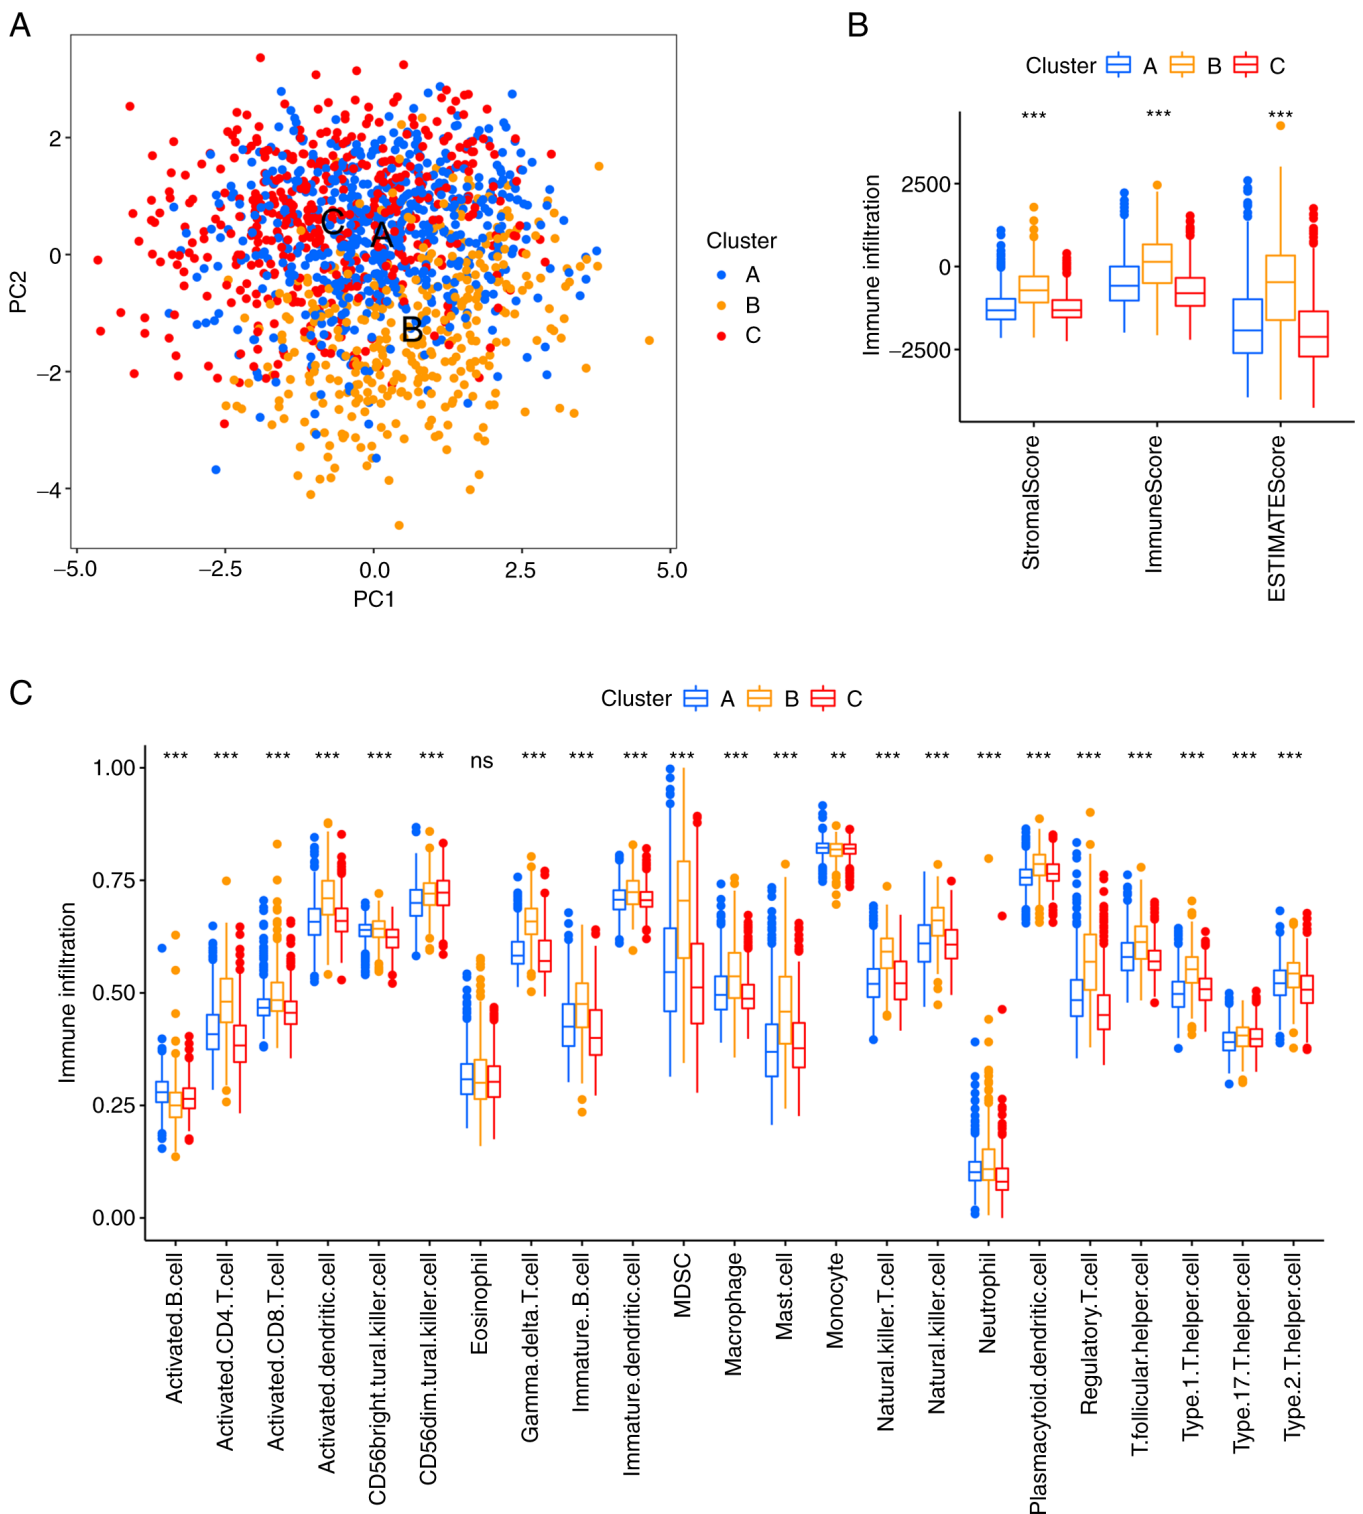 A
C
A
B
2
0
−2
−4
PC2
−5.0
−2.5
0.0
2.5
5.0
PC1
Cluster
A
B
C
B
Cluster A B C
*** *** ***
2500
0
−2500
Immune infiltration
StromalScore
ImmuneScore
ESTIMATEScore
C
Cluster A B C
*** *** *** *** *** *** ns *** *** *** *** *** *** ** *** *** *** *** *** *** *** *** ***
1.00
0.75
0.50
0.25
0.00
Immune infiltration
Activated.B.cell
Activated.CD4.T.cell
Activated.CD8.T.cell
Activated.dendritic.cell
CD56bright.tural.killer.cell
CD56dim.tural.killer.cell
Eosinophil
Gamma.delta.T.cell
Immature..B.cell
Immature.dendritic.cell
MDSC
Macrophage
Mast.cell
Monocyte
Natural.killer.T.cell
Natural.killer.cell
Neutrophil
Plasmacytoid.dendritic.cell
Regulatory.T.cell
T.follicular.helper.cell
Type.1.T.helper.cell
Type.17.T.helper.cell
Type.2.T.helper.cell